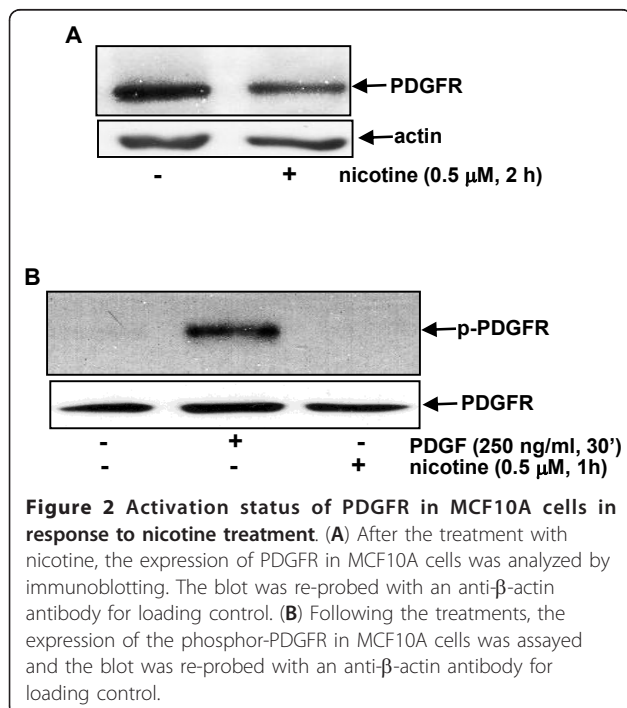 A
PDGFR
actin
- + nicotine (0.5 μM, 2 h)
B
p-PDGFR
PDGFR
- + - PDGF (250 ng/ml, 30’)
- - + nicotine (0.5 μM, 1h)
Figure 2 Activation status of PDGFR in MCF10A cells in
response to nicotine treatment. (A) After the treatment with
nicotine, the expression of PDGFR in MCF10A cells was analyzed by
immunoblotting. The blot was re-probed with an anti-β-actin
antibody for loading control. (B) Following the treatments, the
expression of the phosphor-PDGFR in MCF10A cells was assayed
and the blot was re-probed with an anti-β-actin antibody for
loading control.